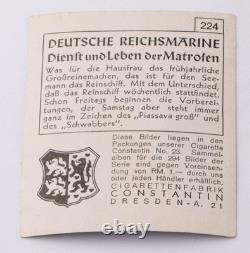 224
DEUTSCHE REICHSMARINE
Dienst und Leben der Matrosen
Was für die Hausfrau das frühjahrliche
Großreinemachen, das ist für den See-
mann das Reinschiff. Mit dem Unterschied,
daß das Reinschiff wöchentlich stattfindet.
Schon Freitags beginnen die Vorberei-
tungen, der Samstag aber steht immer
ganz im Zeichen des „Piassava groß" und
des „Schwabbers".
Diese Bilder liegen in den
Packungen unserer Cigarette
Constantin No. 23. Sammel-
alben für die 294 Bilder der
Serie sind gegen Voreinsendung
von RM. 1.— durch uns oder
jeden Händler erhältlich.
CIGARETTENFABRIK
CONSTANTIN
DRESDEN-A. 21